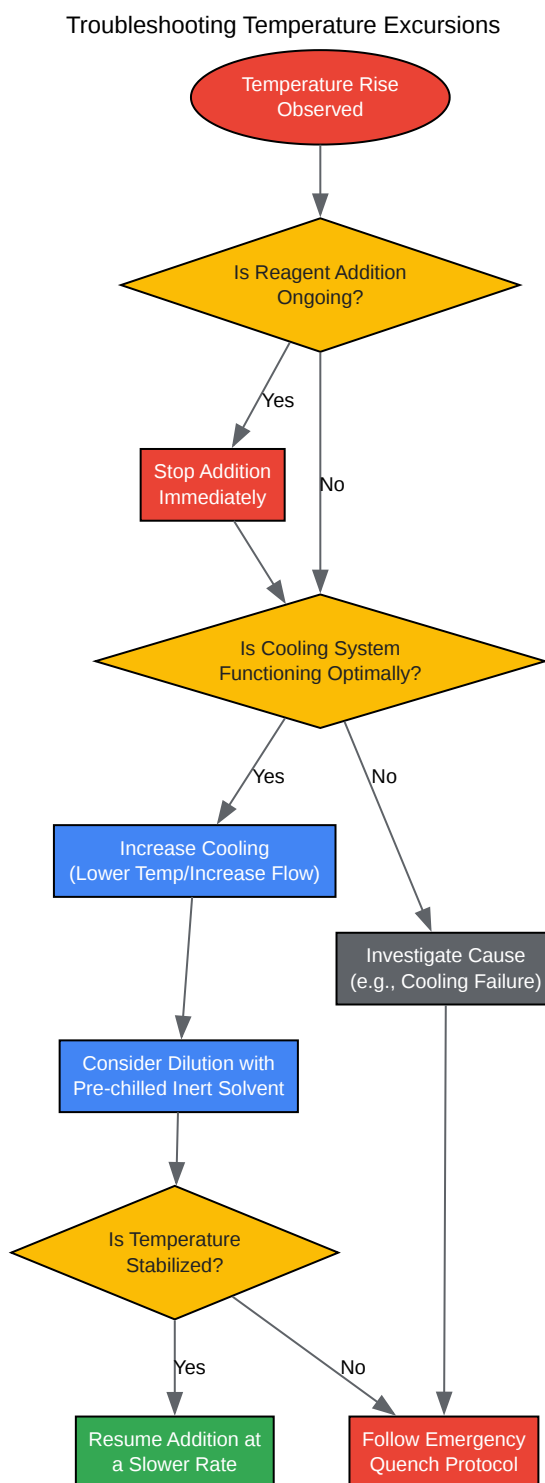 Troubleshooting Temperature Excursions
Temperature Rise
Observed
Is Reagent Addition
Ongoing?
Yes
Stop Addition
Immediately
No
Is Cooling System
Functioning Optimally?
Yes
No
Increase Cooling
(Lower Temp/Increase Flow)
Investigate Cause
(e.g., Cooling Failure)
Consider Dilution with
Pre-chilled Inert Solvent
Is Temperature
Stabilized?
Yes
No
Resume Addition at
a Slower Rate
Follow Emergency
Quench Protocol